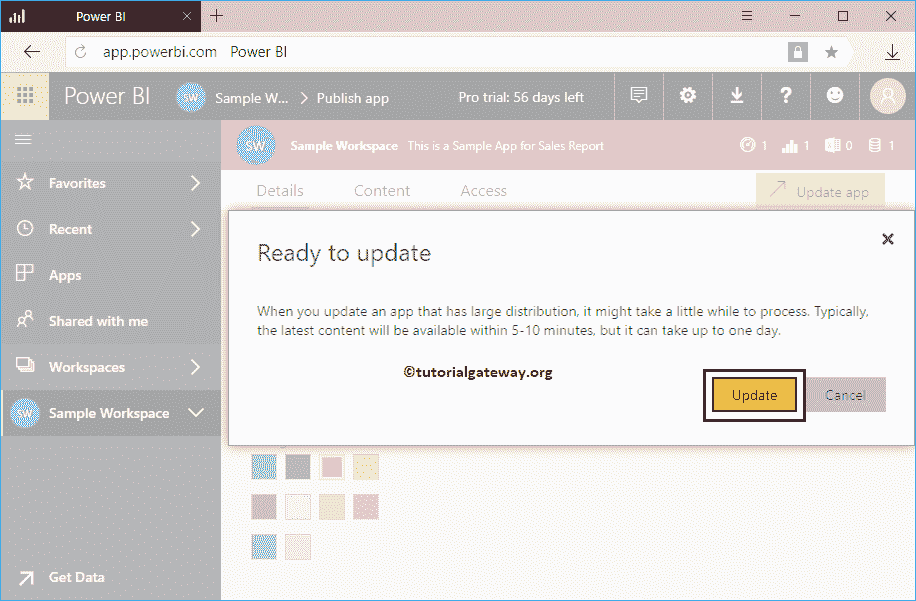 Power BI
app.powerbi.com Power BI
Power BI SW Sample W... Publish app Pro trial: 56 days left
SW Sample Workspace This is a Sample App for Sales Report 1 1 0 1
Favorites
Recent
Apps
Shared with me
Workspaces
SW Sample Workspace
Get Data
Details Content Access Update app
Ready to update
When you update an app that has large distribution, it might take a little while to process. Typically,
the latest content will be available within 5-10 minutes, but it can take up to one day.
©tutorialgateway.org
Update Cancel